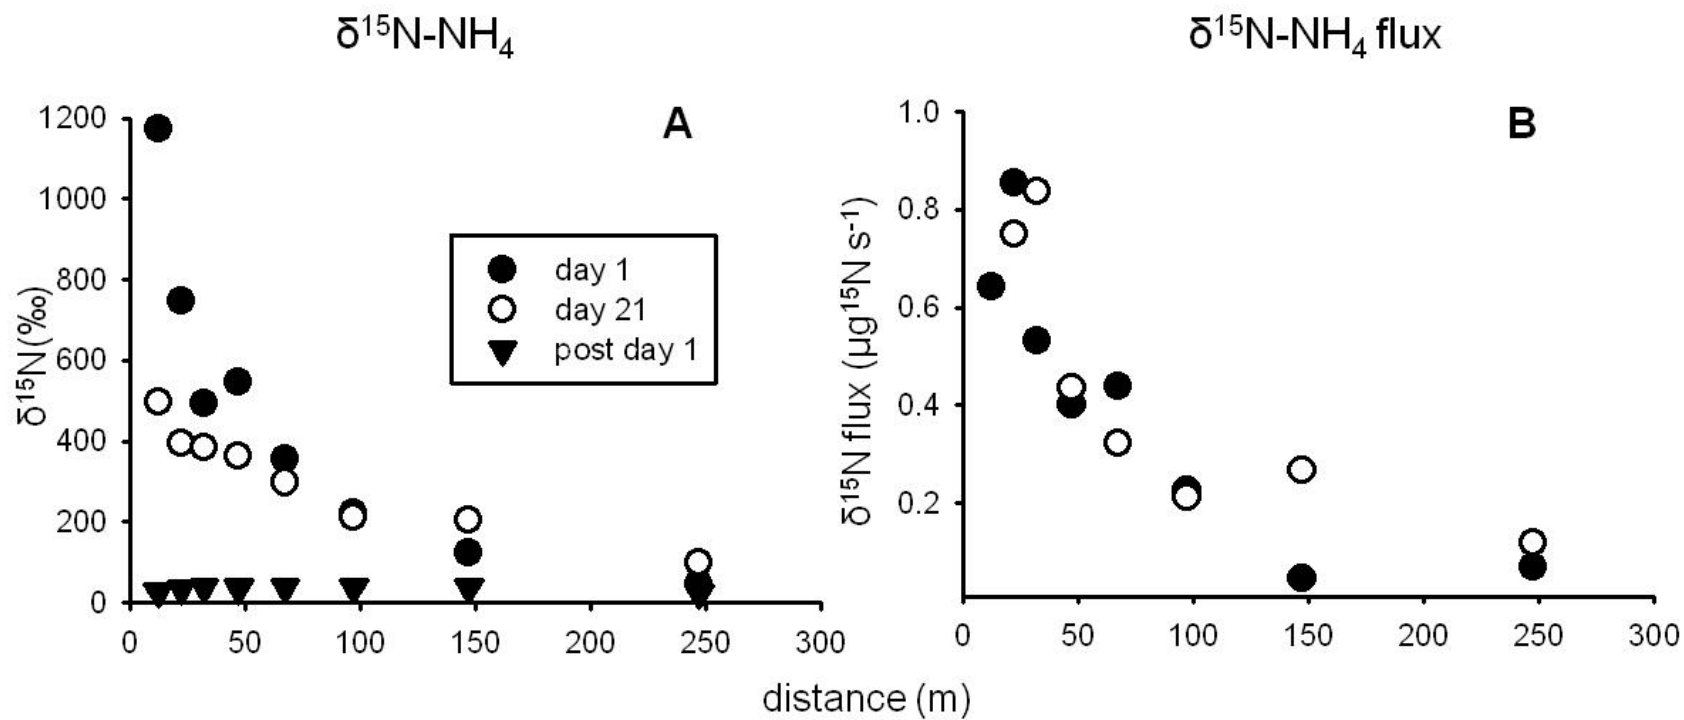 δ¹⁵N-NH₄
δ¹⁵N-NH₄ flux
A
1200
1000
800
600
400
200
0
δ¹⁵N(‰)
day 1
day 21
post day 1
0 50 100 150 200 250 300
B
1.0
0.8
0.6
0.4
0.2
δ¹⁵N flux (µg¹⁵N s⁻¹)
0 50 100 150 200 250 300
distance (m)